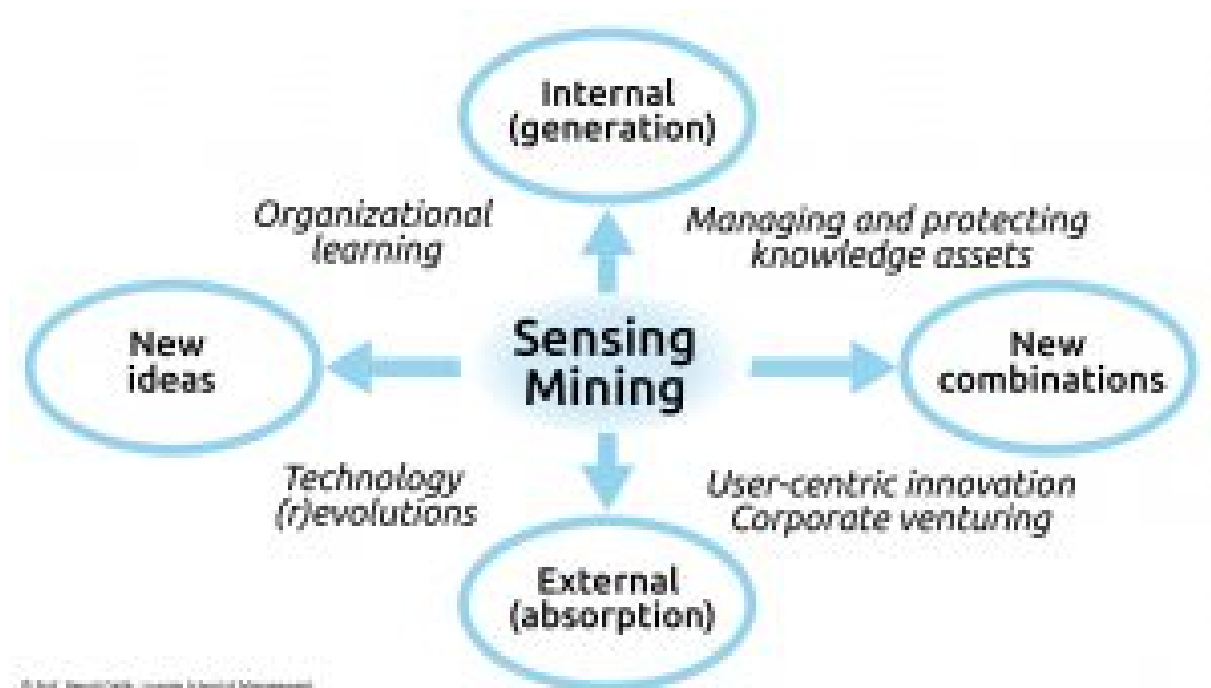 Internal
(generation)
Organizational
learning
Managing and protecting
knowledge assets
New
ideas
Sensing
Mining
New
combinations
Technology
(r)evolutions
User-centric innovation
Corporate venturing
External
(absorption)